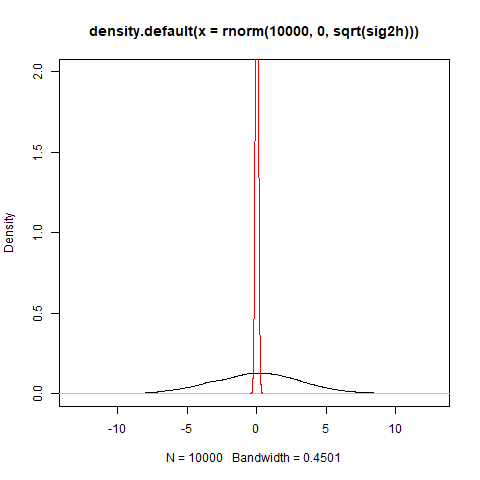 density.default(x = rnorm(10000, 0, sqrt(sig2h)))
Density
2.0
1.5
1.0
0.5
0.0
-10 -5 0 5 10
N = 10000 Bandwidth = 0.4501